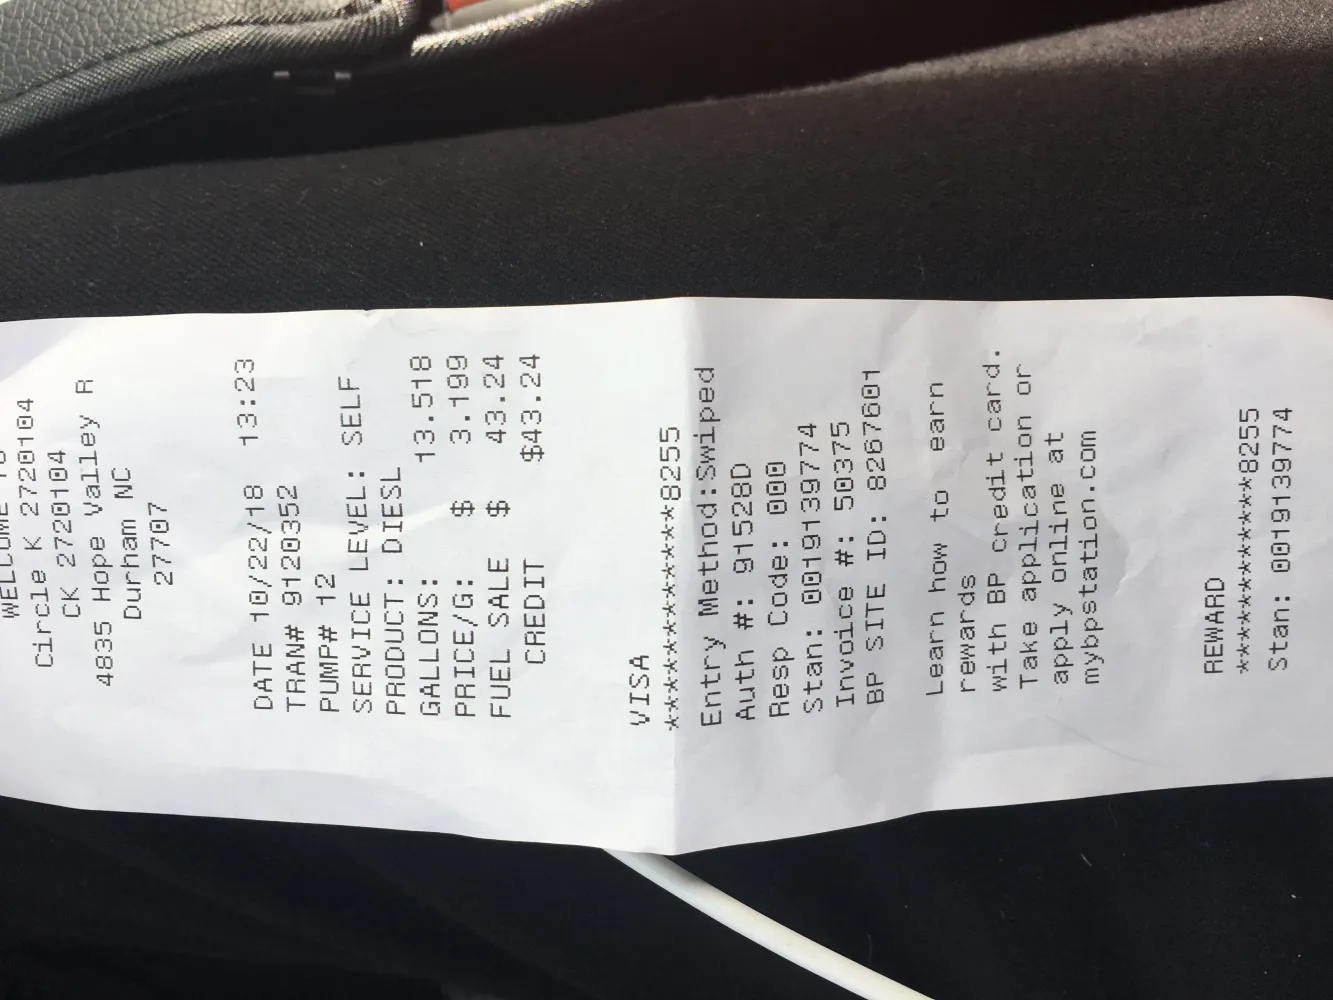 WELCOME TO
Circle K 2720104
CK 2720104
4835 Hope Valley R
Durham NC
27707
DATE 10/22/18 13:23
TRAN# 9120352
PUMP# 12
SERVICE LEVEL: SELF
PRODUCT: DIESL
GALLONS: 13.518
PRICE/G: $ 3.199
FUEL SALE $ 43.24
CREDIT $43.24
VISA
************8255
Entry Method:Swiped
Auth #: 91528D
Resp Code: 000
Stan: 0019139774
Invoice #: 50375
BP SITE ID: 8267601
Learn how to earn
rewards
with BP credit card.
Take application or
apply online at
mybpstation.com
REWARD
************8255
Stan: 0019139774